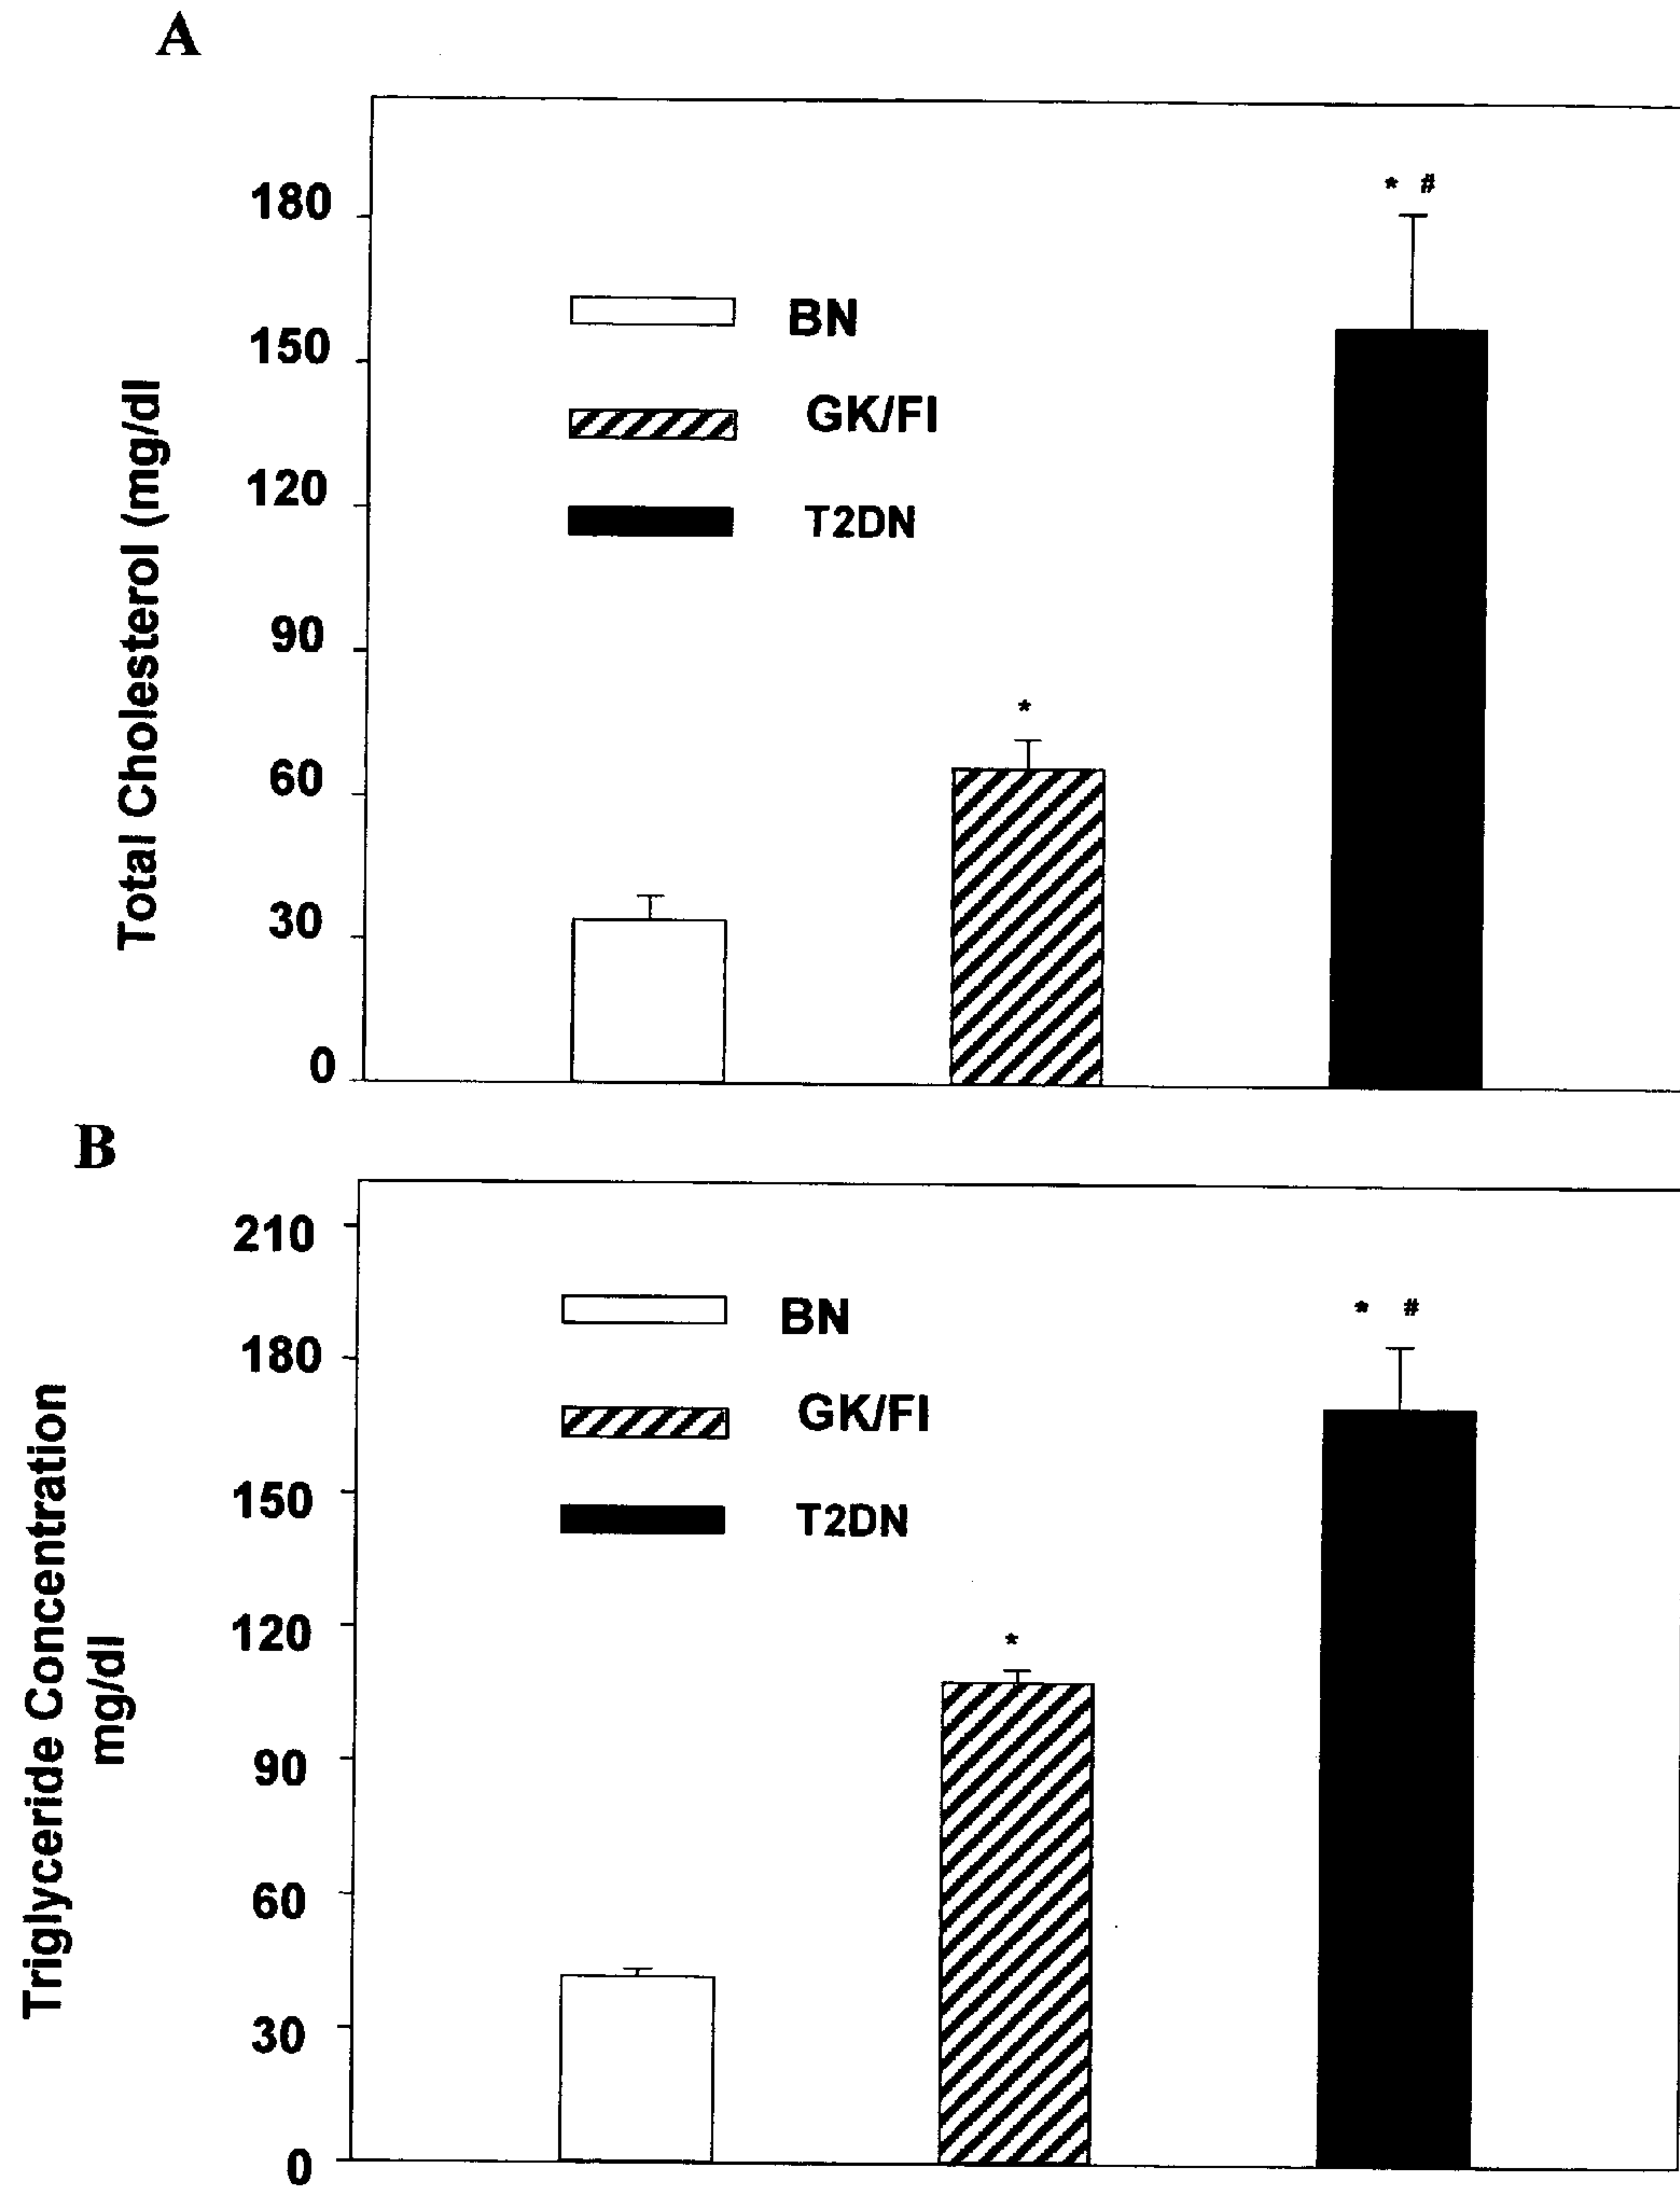 A
Total Cholesterol (mg/dl
180
150
120
90
60
30
0
BN
GK/FI
T2DN
*
* #
B
Triglyceride Concentration
mg/dl
210
180
150
120
90
60
30
0
BN
GK/FI
T2DN
*
* #